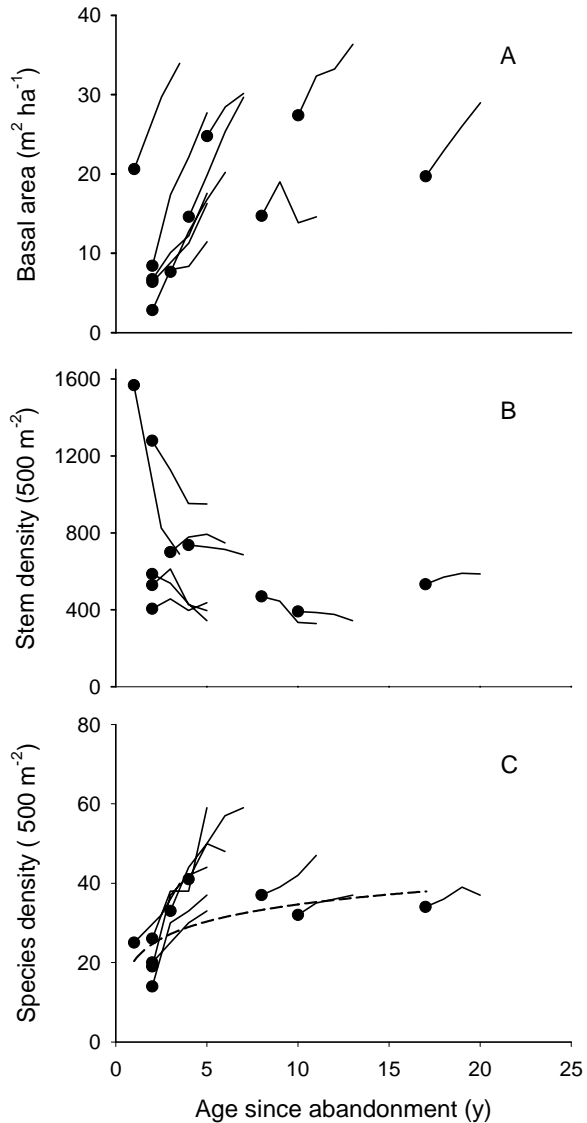 A
Basal area (m² ha⁻¹)
40
30
20
10
0
B
Stem density (500 m⁻²)
1600
1200
800
400
0
C
Species density ( 500 m⁻²)
80
60
40
20
0
0 5 10 15 20 25
Age since abandonment (y)